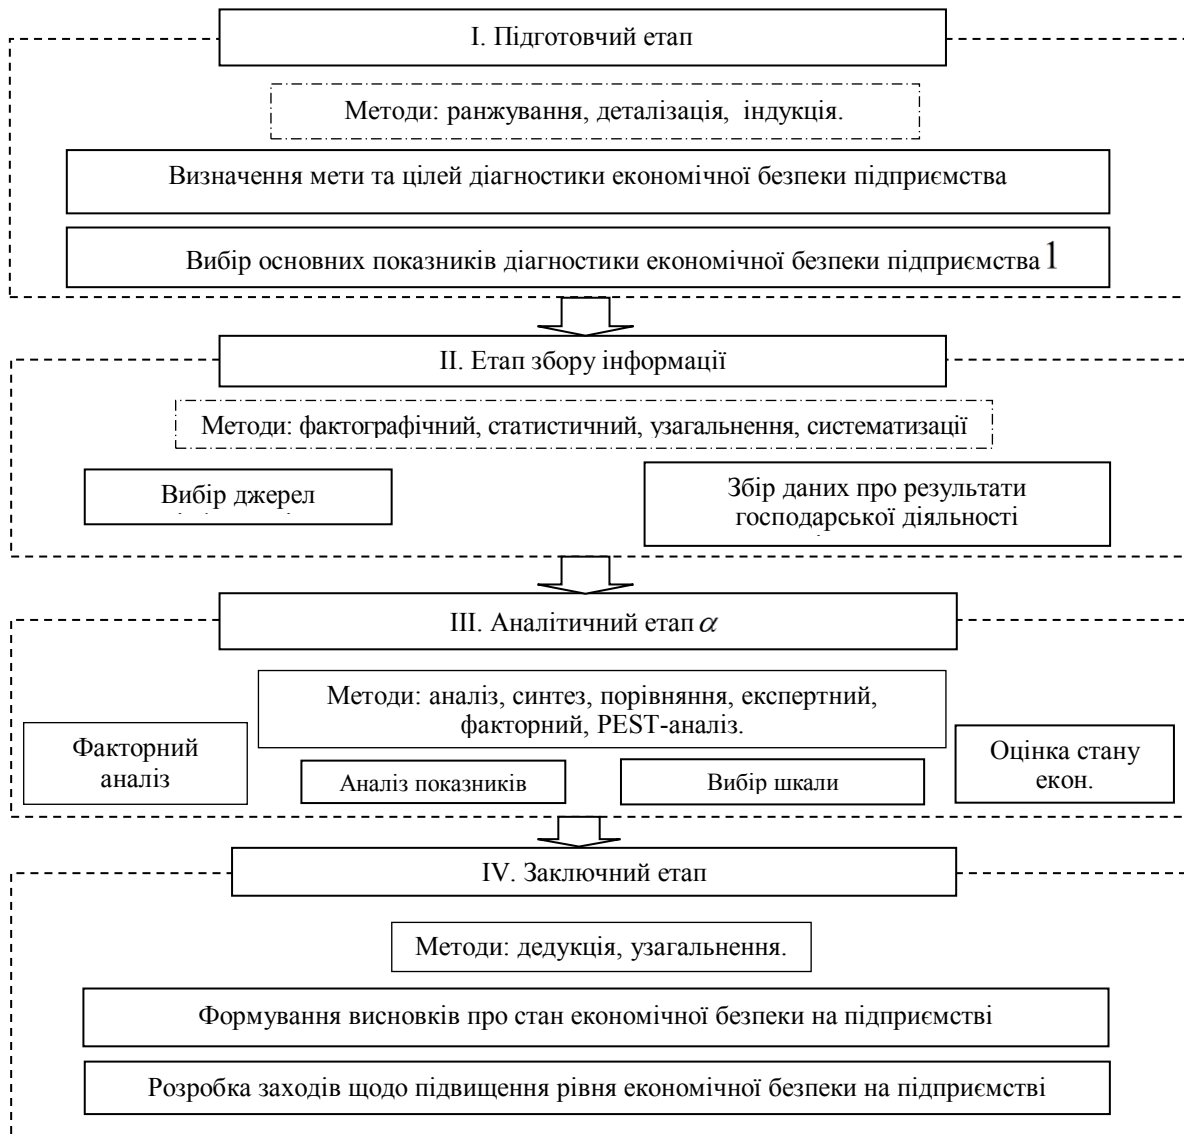 І. Підготовчий етап
Методи: ранжування, деталізація, індукція.
Визначення мети та цілей діагностики економічної безпеки підприємства
Вибір основних показників діагностики економічної безпеки підприємства 1
ІІ. Етап збору інформації
Методи: фактографічний, статистичний, узагальнення, систематизації
Вибір джерел
Збір даних про результати
господарської діяльності
ІІІ. Аналітичний етап α
Методи: аналіз, синтез, порівняння, експертний,
факторний, PEST-аналіз.
Факторний
аналіз
Аналіз показників
Вибір шкали
Оцінка стану
екон.
IV. Заключний етап
Методи: дедукція, узагальнення.
Формування висновків про стан економічної безпеки на підприємстві
Розробка заходів щодо підвищення рівня економічної безпеки на підприємстві